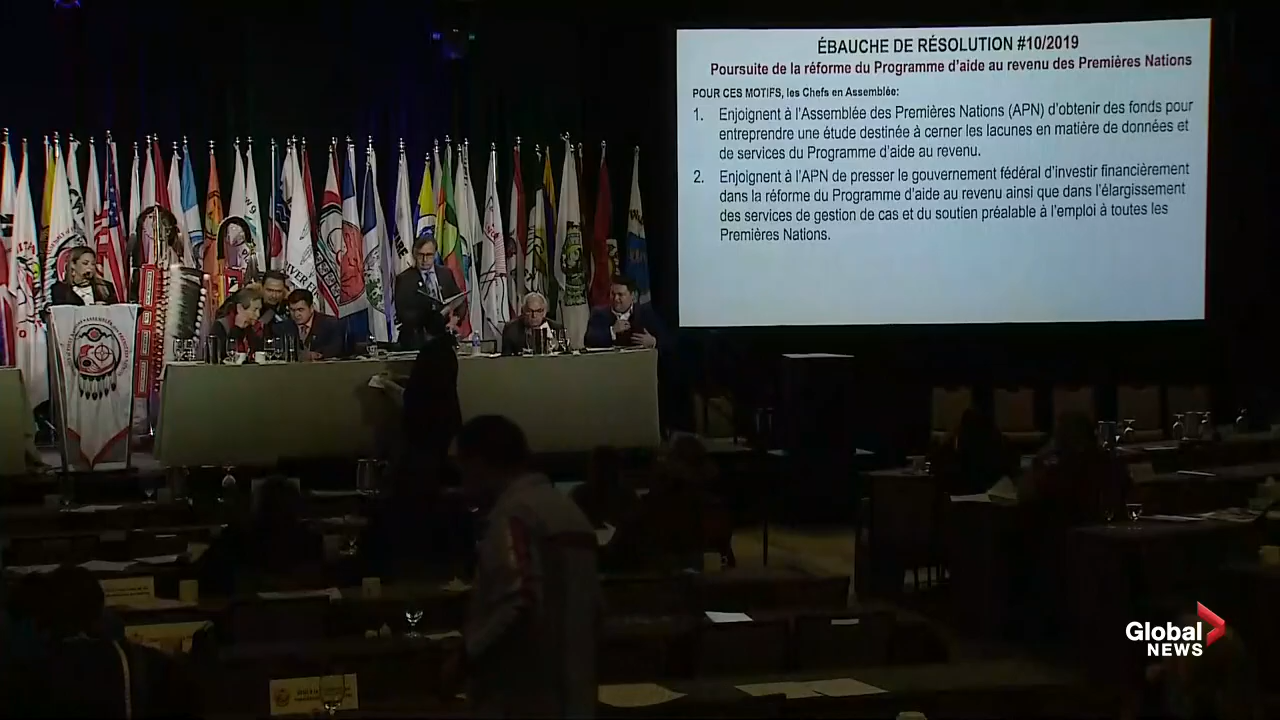 ÉBAUCHE DE RÉSOLUTION #10/2019
Poursuite de la réforme du Programme d'aide au revenu des Premières Nations
POUR CES MOTIFS, les Chefs en Assemblée:
1. Enjoignent à l'Assemblée des Premières Nations (APN) d'obtenir des fonds pour
entreprendre une étude destinée à cerner les lacunes en matière de données et
de services du Programme d'aide au revenu.
2. Enjoignent à l'APN de presser le gouvernement fédéral d'investir financièrement
dans la réforme du Programme d'aide au revenu ainsi que dans l'élargissement
des services de gestion de cas et du soutien préalable à l'emploi à toutes les
Premières Nations.
Global
NEWS